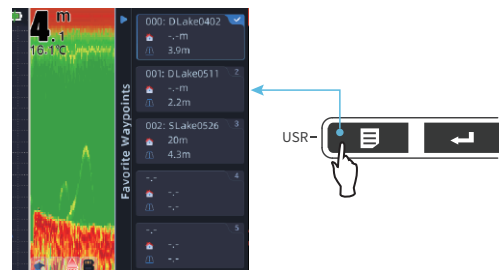 4.1 m
16.1°C
Favorite Waypoints
000: DLake0402
-.-m
3.9m
001: DLake0511 2
-.-m
2.2m
002: SLake0526 3
20m
4.3m
-.- 4
-.-
-.-
-.- 5
-.-
-.-
USR